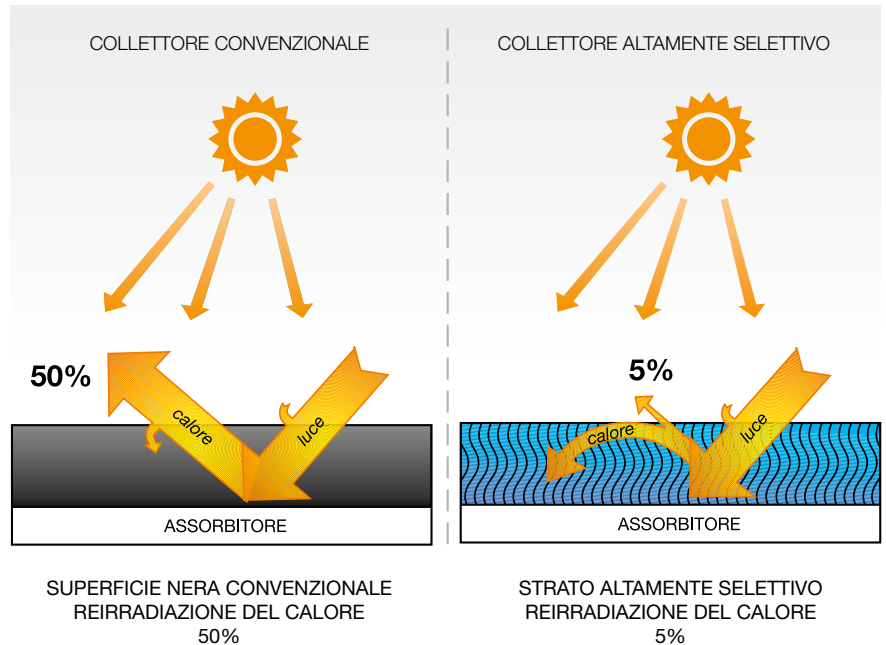 COLLETTORE CONVENZIONALE
COLLETTORE ALTAMENTE SELETTIVO
50%
calore
luce
ASSORBITORE
5%
calore
luce
ASSORBITORE
SUPERFICIE NERA CONVENZIONALE
REIRRADIAZIONE DEL CALORE
50%
STRATO ALTAMENTE SELETTIVO
REIRRADIAZIONE DEL CALORE
5%